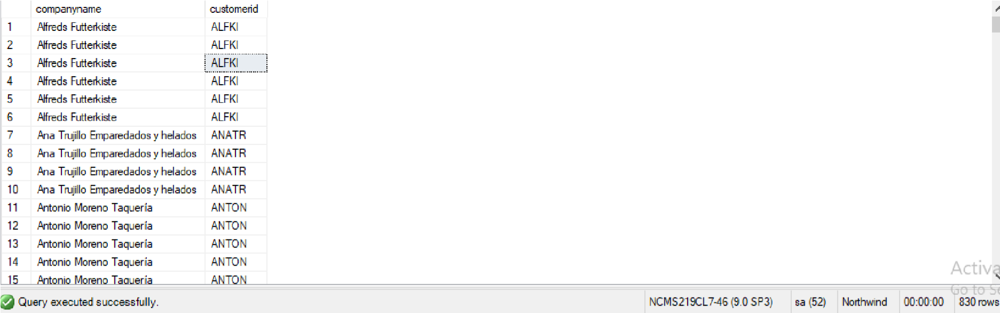 companyname customerid
1 Alfreds Futterkiste ALFKI
2 Alfreds Futterkiste ALFKI
3 Alfreds Futterkiste ALFKI
4 Alfreds Futterkiste ALFKI
5 Alfreds Futterkiste ALFKI
6 Alfreds Futterkiste ALFKI
7 Ana Trujillo Emparedados y helados ANATR
8 Ana Trujillo Emparedados y helados ANATR
9 Ana Trujillo Emparedados y helados ANATR
10 Ana Trujillo Emparedados y helados ANATR
11 Antonio Moreno Taquería ANTON
12 Antonio Moreno Taquería ANTON
13 Antonio Moreno Taquería ANTON
14 Antonio Moreno Taquería ANTON
15 Antonio Moreno Taquería ANTON
Activa
Go to Se
Query executed successfully. NCMS219CL7-46 (9.0 SP3) sa (52) Northwind 00:00:00 830 rows